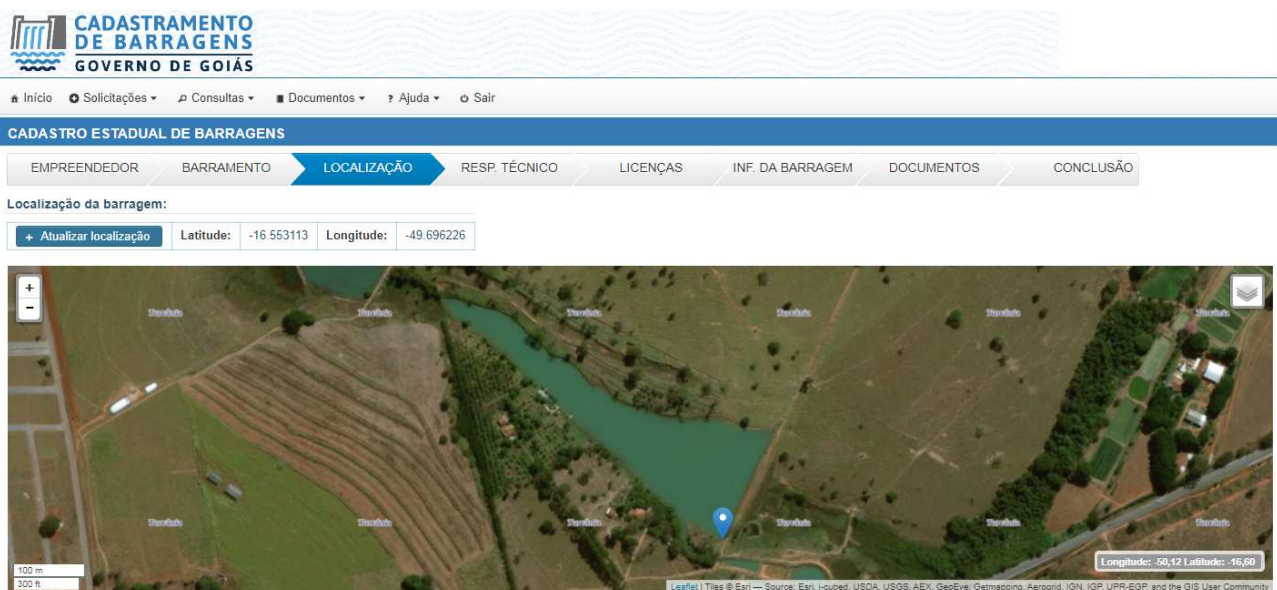 CADASTRAMENTO
DE BARRAGENS
GOVERNO DE GOIÁS
Início Solicitações Consultas Documentos ? Ajuda Sair
CADASTRO ESTADUAL DE BARRAGENS
EMPREENDEDOR BARRAMENTO LOCALIZAÇÃO RESP. TÉCNICO LICENÇAS INF. DA BARRAGEM DOCUMENTOS CONCLUSÃO
Localização da barragem:
+ Atualizar localização Latitude: -16.553113 Longitude: -49.696226
+
-
Longitude: -50,12 Latitude: -16,60
100 m
300 ft
Leaflet | Tiles © Esri — Source: Esri, i-cubed, USDA, USGS, AEX, GeoEye, Getmapping, Aerogrid, IGN, IGP, UPR-EGP, and the GIS User Community